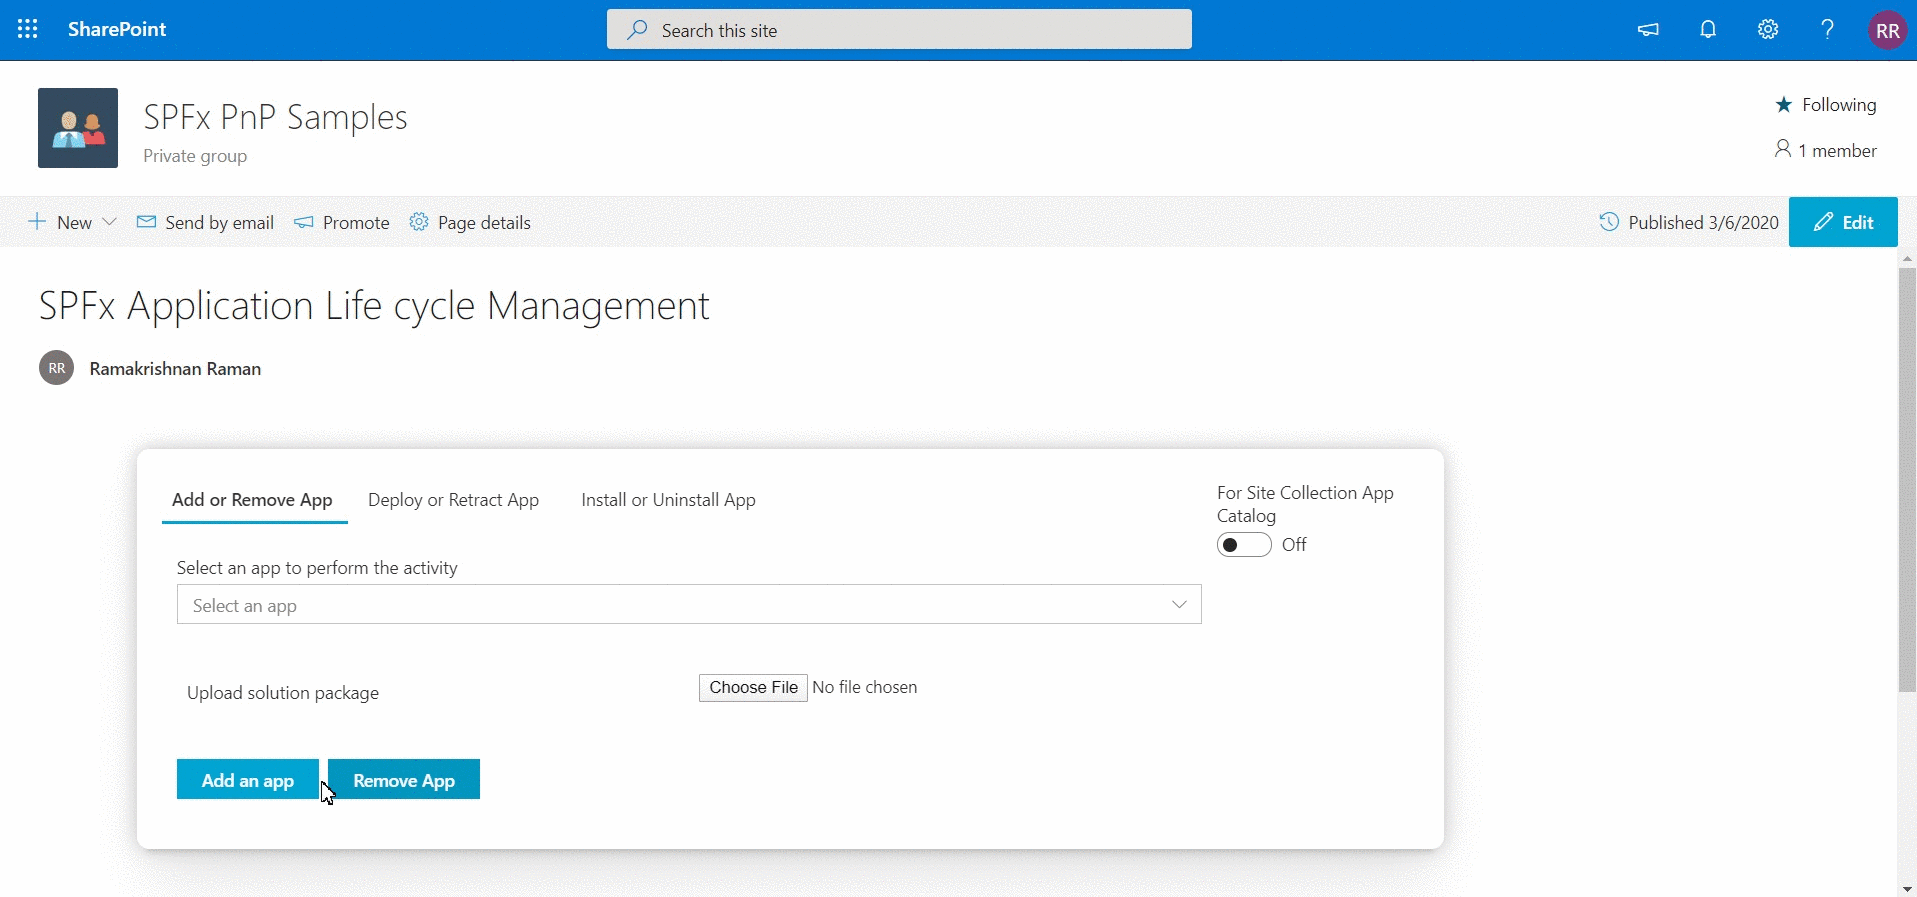 SharePoint
Search this site
RR
SPFx PnP Samples
Private group
Following
1 member
New
Send by email
Promote
Page details
Published 3/6/2020
Edit
SPFx Application Life cycle Management
RR
Ramakrishnan Raman
Add or Remove App
Deploy or Retract App
Install or Uninstall App
For Site Collection App
Catalog
Off
Select an app to perform the activity
Select an app
Upload solution package
Choose File
No file chosen
Add an app
Remove App